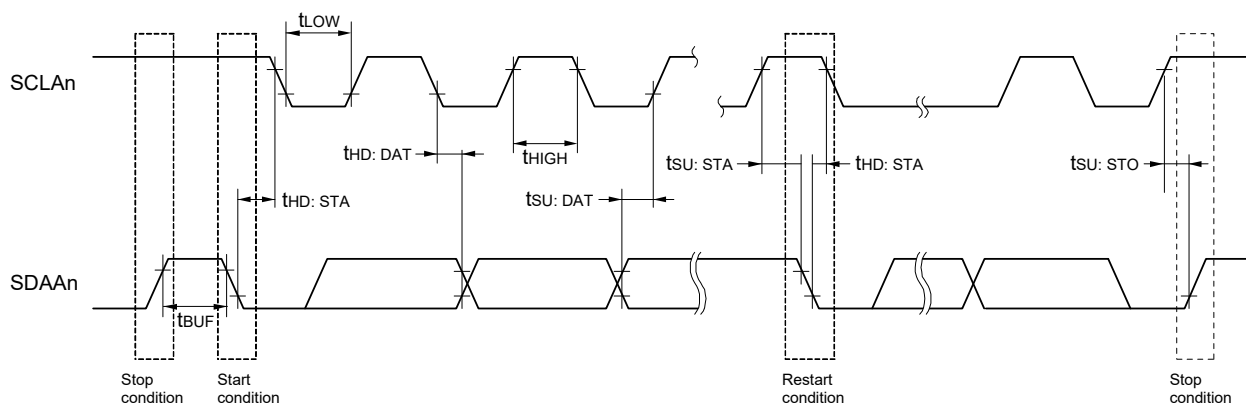 tLOW
SCLAn
tHD: DAT
tHIGH
tSU: STA
tHD: STA
tSU: STO
tHD: STA
tSU: DAT
SDAAn
tBUF
Stop
condition
Start
condition
Restart
condition
Stop
condition